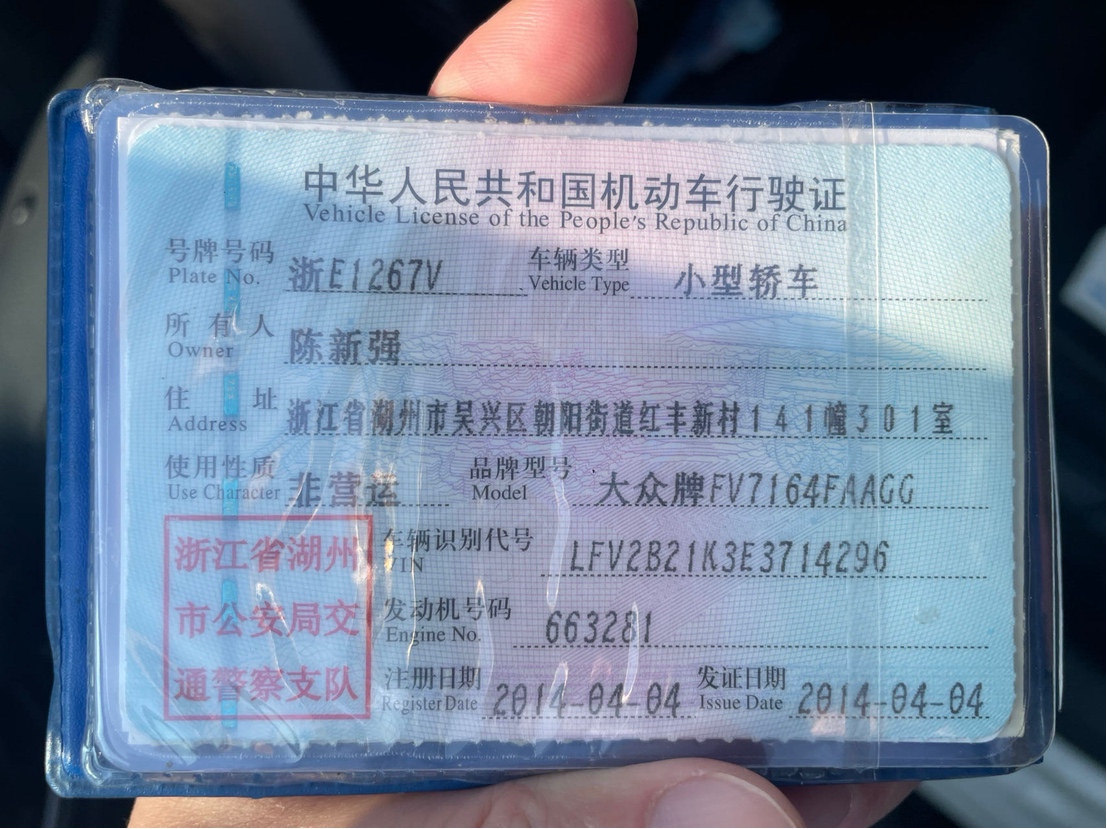 中华人民共和国机动车行驶证
Vehicle License of the People's Republic of China
号牌号码 浙E1267V 车辆类型 小型轿车
Plate No. Vehicle Type
所有人 陈新强
Owner
住址 浙江省湖州市吴兴区朝阳街道红丰新村141幢301室
Address
使用性质 非营运 品牌型号 大众牌FV7164FAAGG
Use Character Model
浙江省湖州 车辆识别代号 LFV2B21K3E3714296
VIN
市公安局交 发动机号码 663281
Engine No.
通警察支队 注册日期 2014-04-04 发证日期 2014-04-04
Register Date Issue Date